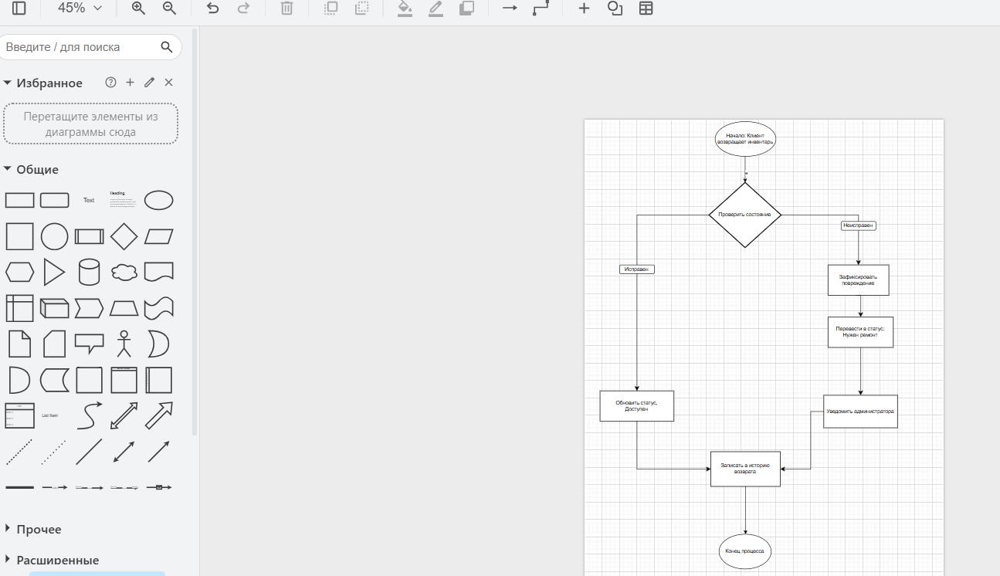 45%
Введите / для поиска
Избранное
Перетащите элементы из
диаграммы сюда
Общие
Text
Heading
List Item
Прочее
Расширенные
Начало: Клиент
возвращает инвентарь
Проверить состояние
Неисправен
Исправен
Зафиксировать
повреждение
Перевести в статус:
Нужен ремонт
Обновить статус,
Доступен
Уведомить администратора
Записать в историю
возврата
Конец процесса